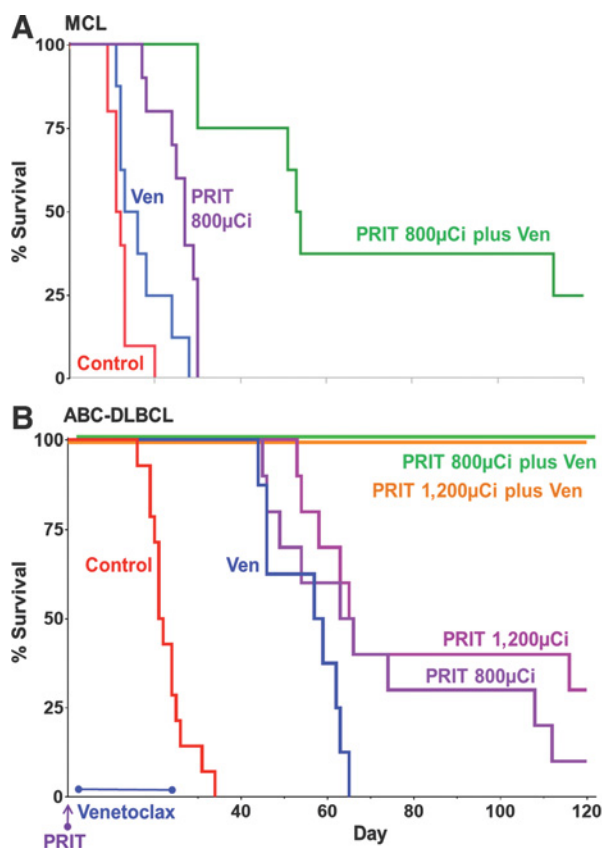 A MCL
100
75
50
25
0
% Survival
Ven
PRIT
800μCi
PRIT 800μCi plus Ven
Control
B ABC-DLBCL
100
75
50
25
0
% Survival
PRIT 800μCi plus Ven
PRIT 1,200μCi plus Ven
Control
Ven
PRIT 1,200μCi
PRIT 800μCi
Venetoclax
40 60 80 100 120
PRIT
Day